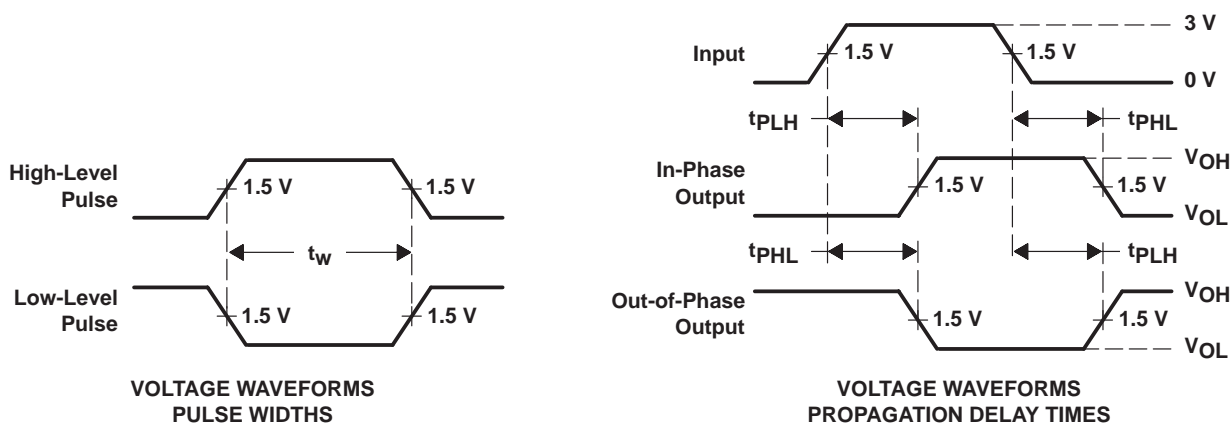 High-Level
Pulse
1.5 V
1.5 V
tw
Low-Level
Pulse
1.5 V
1.5 V
VOLTAGE WAVEFORMS
PULSE WIDTHS
Input
1.5 V
1.5 V
3 V
0 V
tPLH
tPHL
In-Phase
Output
1.5 V
1.5 V
VOH
VOL
tPHL
tPLH
Out-of-Phase
Output
1.5 V
1.5 V
VOH
VOL
VOLTAGE WAVEFORMS
PROPAGATION DELAY TIMES